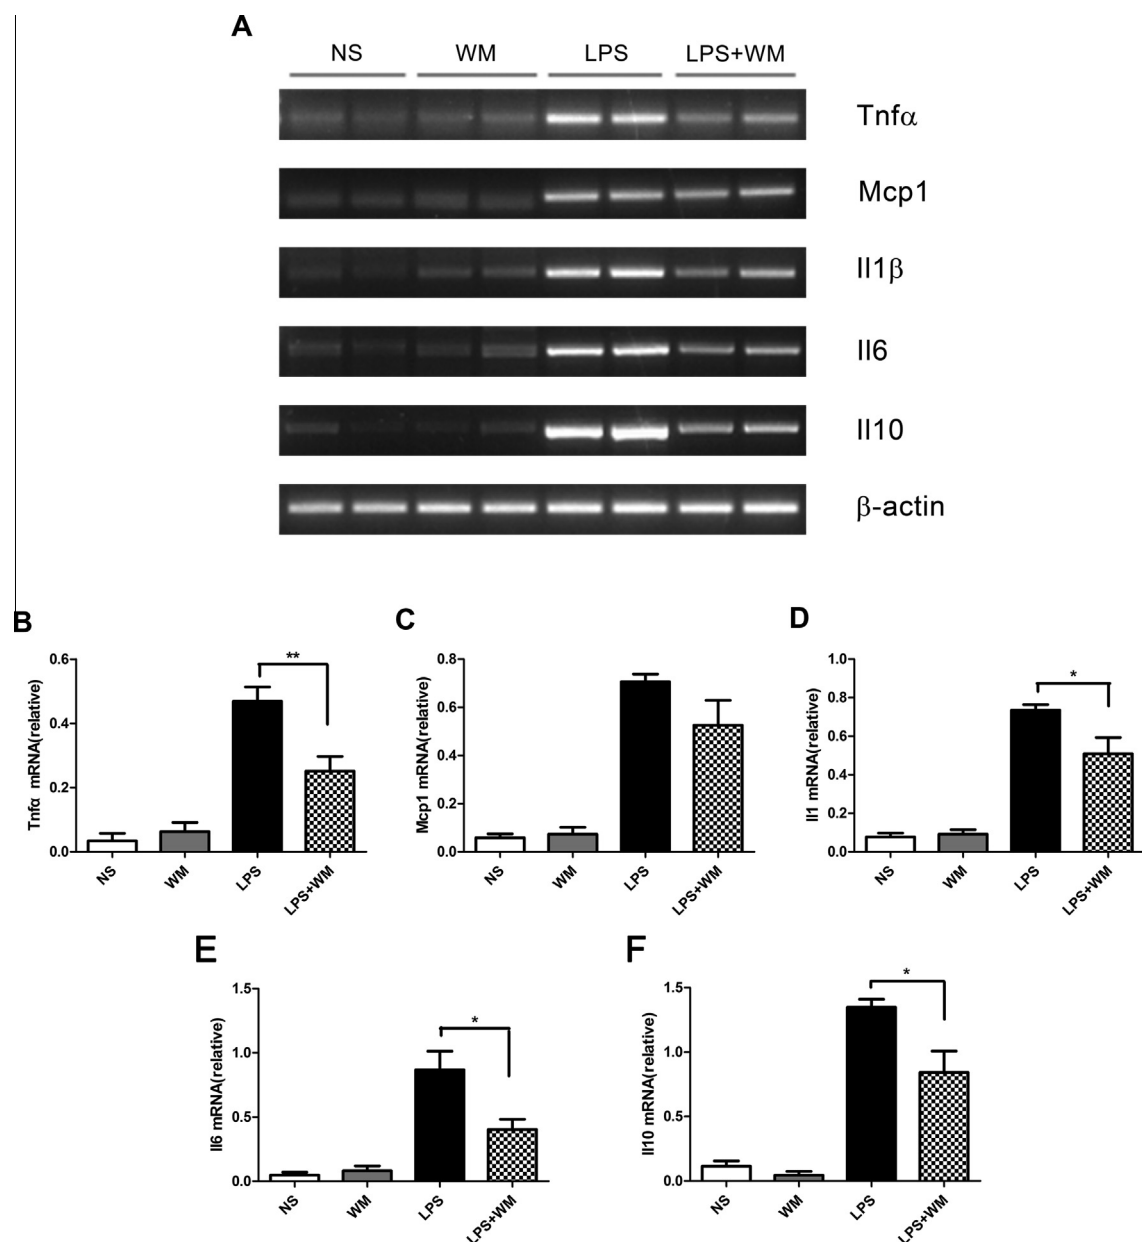 A
NS WM LPS LPS+WM
Tnfα
Mcp1
Il1β
Il6
Il10
β-actin
B
Tnfα mRNA(relative)
0.6
0.4
0.2
0.0
**
NS WM LPS LPS+WM
C
Mcp1 mRNA(relative)
0.8
0.6
0.4
0.2
0.0
NS WM LPS LPS+WM
D
Il1 mRNA(relative)
1.0
0.8
0.6
0.4
0.2
0.0
*
NS WM LPS LPS+WM
E
Il6 mRNA(relative)
1.5
1.0
0.5
0.0
*
NS WM LPS LPS+WM
F
Il10 mRNA(relative)
1.5
1.0
0.5
0.0
*
NS WM LPS LPS+WM